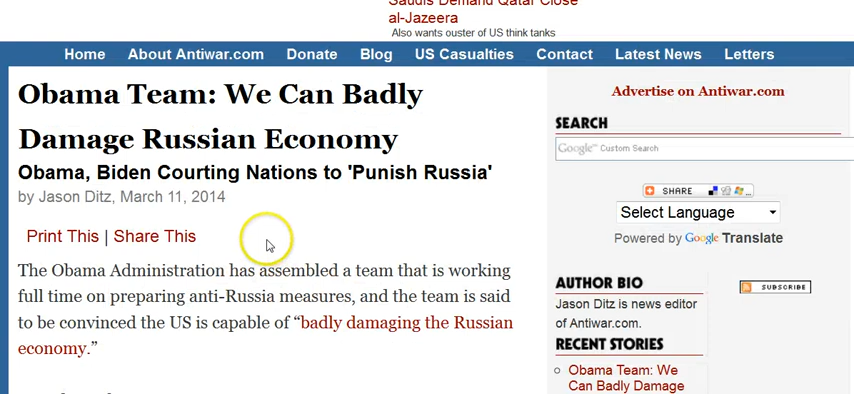 Saudis Demand Qatar Close
al-Jazeera
Also wants ouster of US think tanks
Home About Antiwar.com Donate Blog US Casualties Contact Latest News Letters
Obama Team: We Can Badly
Damage Russian Economy
Obama, Biden Courting Nations to 'Punish Russia'
by Jason Ditz, March 11, 2014
Print This | Share This
The Obama Administration has assembled a team that is working
full time on preparing anti-Russia measures, and the team is said
to be convinced the US is capable of “badly damaging the Russian
economy.”
Advertise on Antiwar.com
SEARCH
Google™ Custom Search
SHARE
Select Language
Powered by Google Translate
AUTHOR BIO
SUBSCRIBE
Jason Ditz is news editor
of Antiwar.com.
RECENT STORIES
Obama Team: We
Can Badly Damage